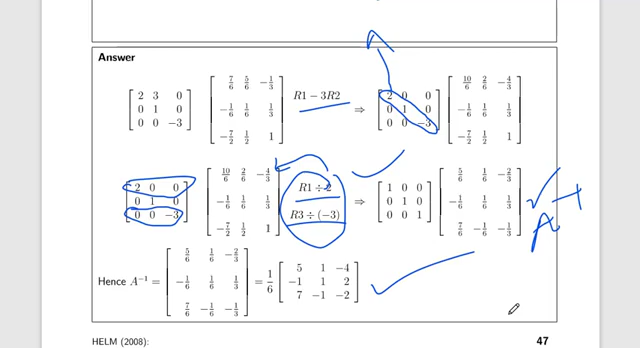 Answer
[2 3 0; 0 1 0; 0 0 −3] [7/6 5/6 −1/3; −1/6 1/6 1/3; −7/2 1/2 1] R1 − 3R2 ⇒ [2 0 0; 0 1 0; 0 0 −3] [10/6 2/6 −4/3; −1/6 1/6 1/3; −7/2 1/2 1]
[2 0 0; 0 1 0; 0 0 −3] [10/6 2/6 −4/3; −1/6 1/6 1/3; −7/2 1/2 1] R1 ÷ 2 R3 ÷ (−3) ⇒ [1 0 0; 0 1 0; 0 0 1] [5/6 1/6 −2/3; −1/6 1/6 1/3; 7/6 −1/6 −1/3]
Hence A⁻¹ = [5/6 1/6 −2/3; −1/6 1/6 1/3; 7/6 −1/6 −1/3] = 1/6 [5 1 −4; −1 1 2; 7 −1 −2]
HELM (2008):
47